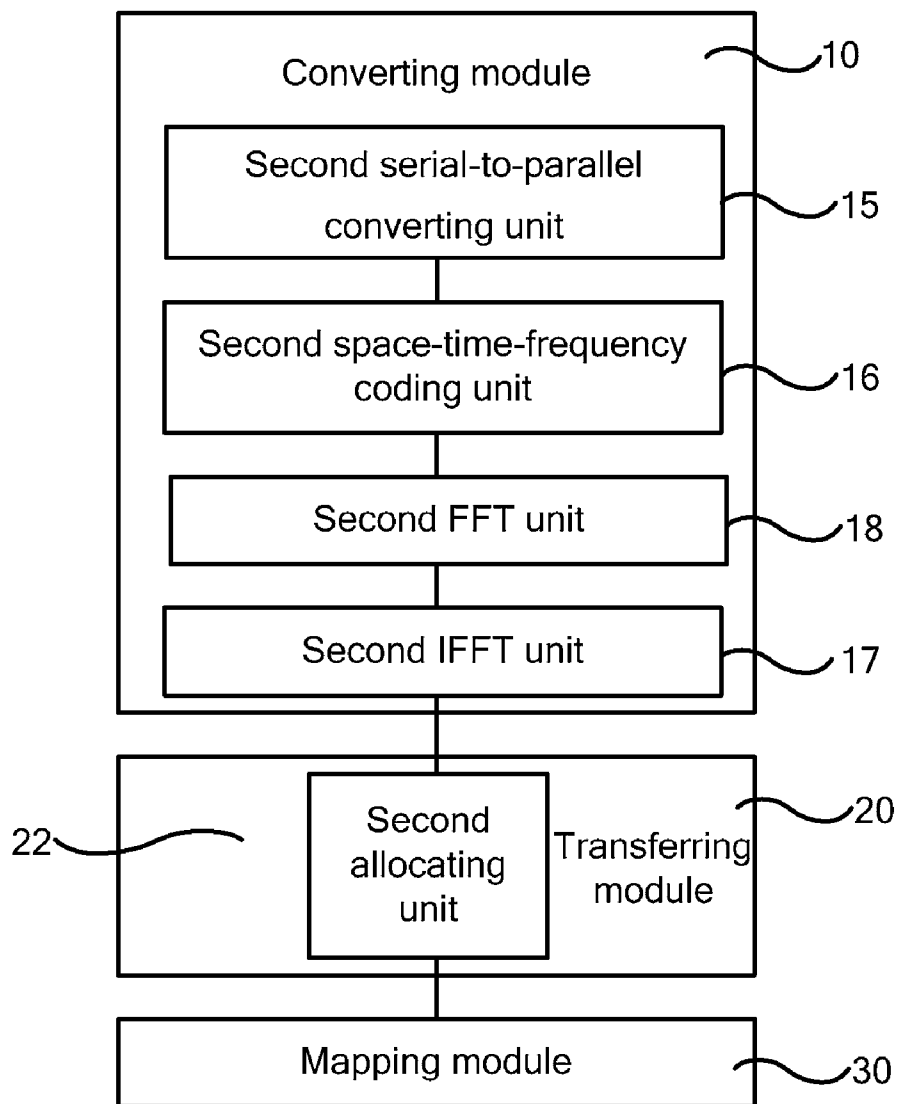 Converting module
10
Second serial-to-parallel
converting unit
15
Second space-time-frequency
coding unit
16
Second FFT unit
18
Second IFFT unit
17
22
Second
allocating
unit
Transferring
module
20
Mapping module
30